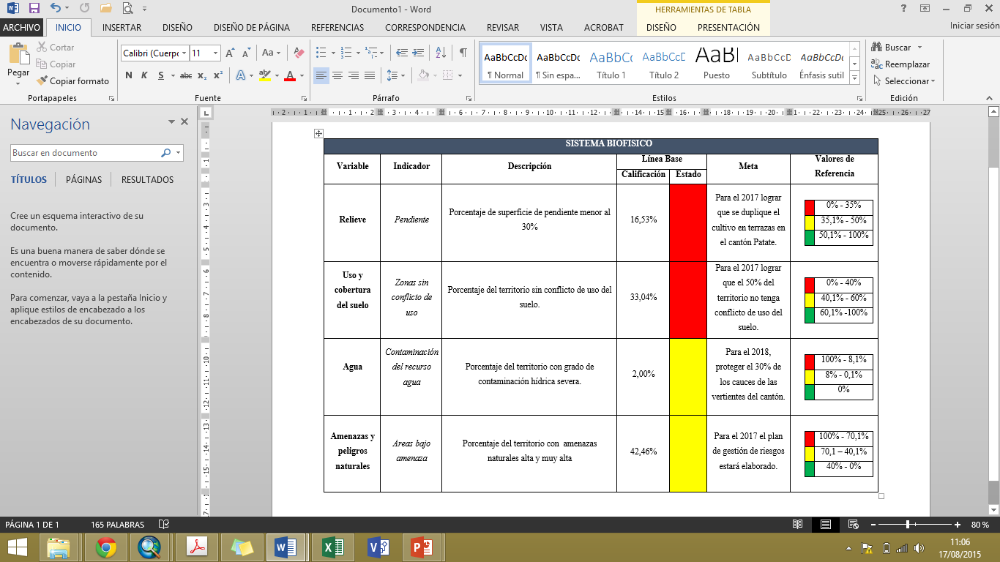 Documento1 - Word
HERRAMIENTAS DE TABLA
?
ARCHIVO
INICIO
INSERTAR
DISEÑO
DISEÑO DE PÁGINA
REFERENCIAS
CORRESPONDENCIA
REVISAR
VISTA
ACROBAT
DISEÑO
PRESENTACIÓN
Iniciar sesión
Pegar
Cortar
Copiar
Copiar formato
Portapapeles
Calibri (Cuerpo
11
Aa
N K S abc x₂ x² A A
Fuente
Párrafo
AaBbCcDc
¶ Normal
AaBbCcDc
¶ Sin espa...
AaBbCc
Título 1
AaBbCcD
Título 2
AaB
Puesto
AaBbCcD
Subtítulo
AaBbCcDc
Énfasis sutil
Estilos
Buscar
Reemplazar
Seleccionar
Edición
Navegación
Buscar en documento
TÍTULOS
PÁGINAS
RESULTADOS
Cree un esquema interactivo de su
documento.
Es una buena manera de saber dónde se
encuentra o moverse rápidamente por el
contenido.
Para comenzar, vaya a la pestaña Inicio y
aplique estilos de encabezado a los
encabezados de su documento.
SISTEMA BIOFISICO
Variable
Indicador
Descripción
Línea Base
Calificación
Estado
Meta
Valores de
Referencia
Relieve
Pendiente
Porcentaje de superficie de pendiente menor al
30%
16,53%
Para el 2017 lograr
que se duplique el
cultivo en terrazas en
el cantón Patate.
0% - 35%
35,1% - 50%
50,1% - 100%
Uso y
cobertura
del suelo
Zonas sin
conflicto de
uso
Porcentaje del territorio sin conflicto de uso del
suelo.
33,04%
Para el 2017 lograr
que el 50% del
territorio no tenga
conflicto de uso del
suelo.
0% - 40%
40,1% - 60%
60,1% -100%
Agua
Contaminación
del recurso
agua
Porcentaje del territorio con grado de
contaminación hídrica severa.
2,00%
Para el 2018,
proteger el 30% de
los cauces de las
vertientes del cantón.
100% - 8,1%
8% - 0,1%
0%
Amenazas y
peligros
naturales
Areas bajo
amenaza
Porcentaje del territorio con amenazas
naturales alta y muy alta
42,46%
Para el 2017 el plan
de gestión de riesgos
estará elaborado.
100% - 70,1%
70,1 – 40,1%
40% - 0%
PÁGINA 1 DE 1
165 PALABRAS
80 %
11:06
17/08/2015